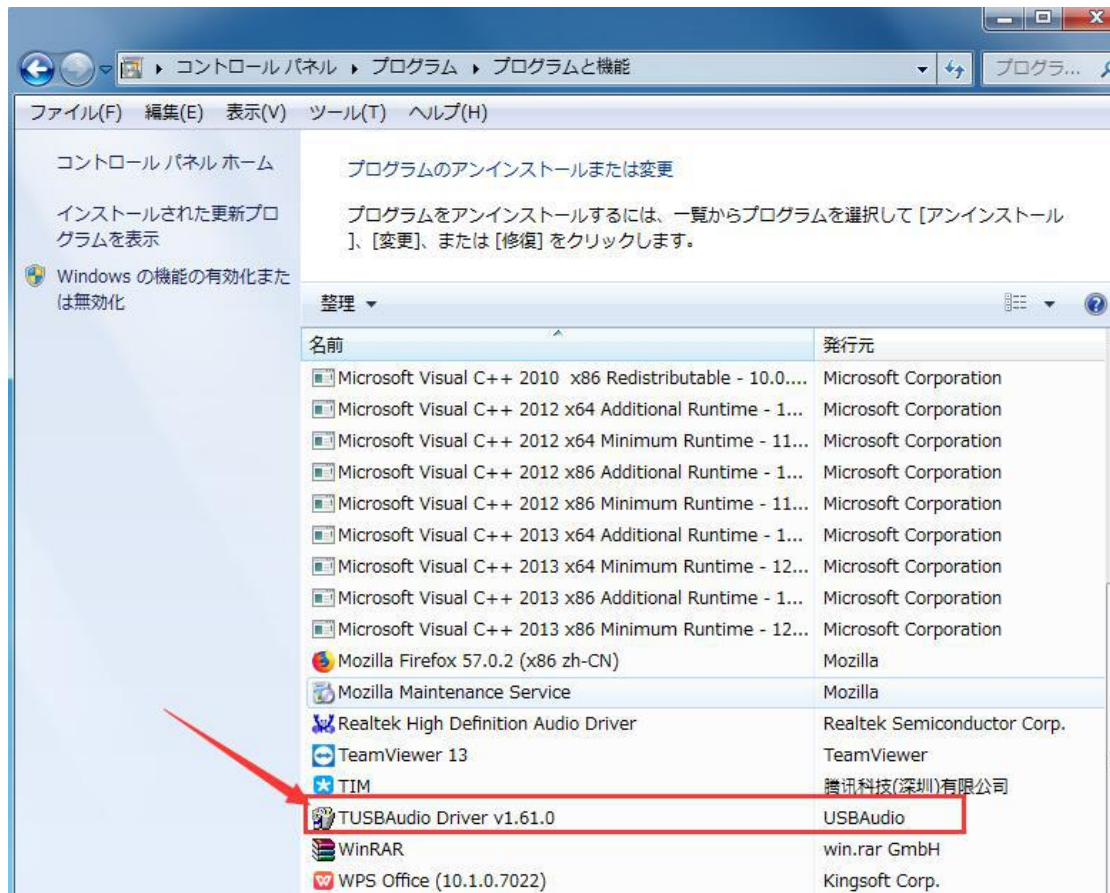 コントロール パネル ▸ プログラム ▸ プログラムと機能
プログラ...
ファイル(F) 編集(E) 表示(V) ツール(T) ヘルプ(H)
コントロール パネル ホーム
インストールされた更新プロ
グラムを表示
Windows の機能の有効化また
は無効化
プログラムのアンインストールまたは変更
プログラムをアンインストールするには、一覧からプログラムを選択して [アンインストール
]、[変更]、または [修復] をクリックします。
整理
名前 発行元
Microsoft Visual C++ 2010 x86 Redistributable - 10.0.... Microsoft Corporation
Microsoft Visual C++ 2012 x64 Additional Runtime - 1... Microsoft Corporation
Microsoft Visual C++ 2012 x64 Minimum Runtime - 11... Microsoft Corporation
Microsoft Visual C++ 2012 x86 Additional Runtime - 1... Microsoft Corporation
Microsoft Visual C++ 2012 x86 Minimum Runtime - 11... Microsoft Corporation
Microsoft Visual C++ 2013 x64 Additional Runtime - 1... Microsoft Corporation
Microsoft Visual C++ 2013 x64 Minimum Runtime - 12... Microsoft Corporation
Microsoft Visual C++ 2013 x86 Additional Runtime - 1... Microsoft Corporation
Microsoft Visual C++ 2013 x86 Minimum Runtime - 12... Microsoft Corporation
Mozilla Firefox 57.0.2 (x86 zh-CN) Mozilla
Mozilla Maintenance Service Mozilla
Realtek High Definition Audio Driver Realtek Semiconductor Corp.
TeamViewer 13 TeamViewer
TIM 腾讯科技(深圳)有限公司
TUSBAudio Driver v1.61.0 USBAudio
WinRAR win.rar GmbH
WPS Office (10.1.0.7022) Kingsoft Corp.